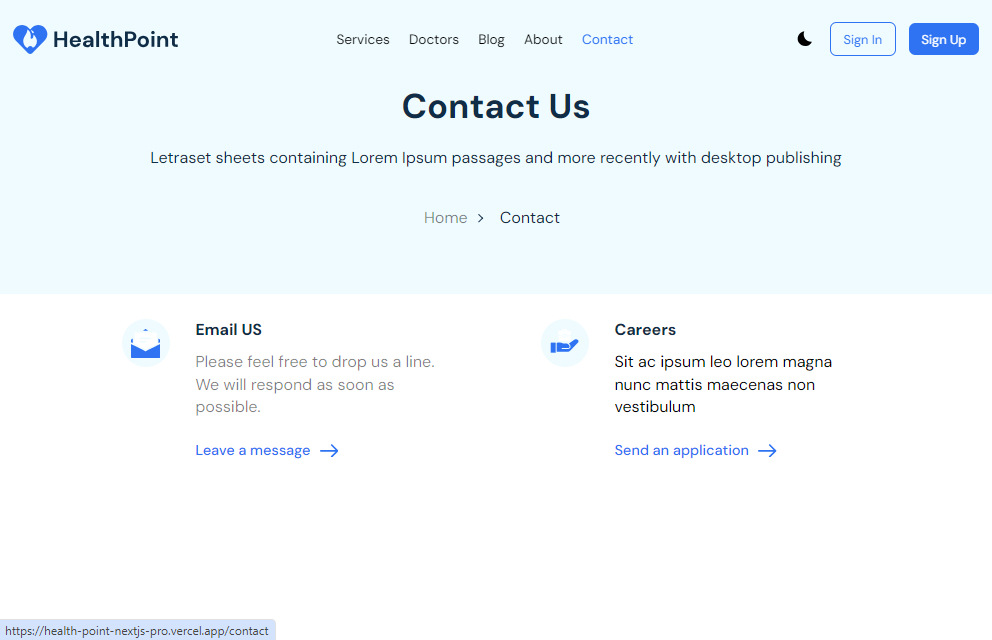 HealthPoint
Services Doctors Blog About Contact
Sign In Sign Up
Contact Us
Letraset sheets containing Lorem Ipsum passages and more recently with desktop publishing
Home > Contact
Email US
Please feel free to drop us a line.
We will respond as soon as
possible.
Leave a message
Careers
Sit ac ipsum leo lorem magna
nunc mattis maecenas non
vestibulum
Send an application
https://health-point-nextjs-pro.vercel.app/contact